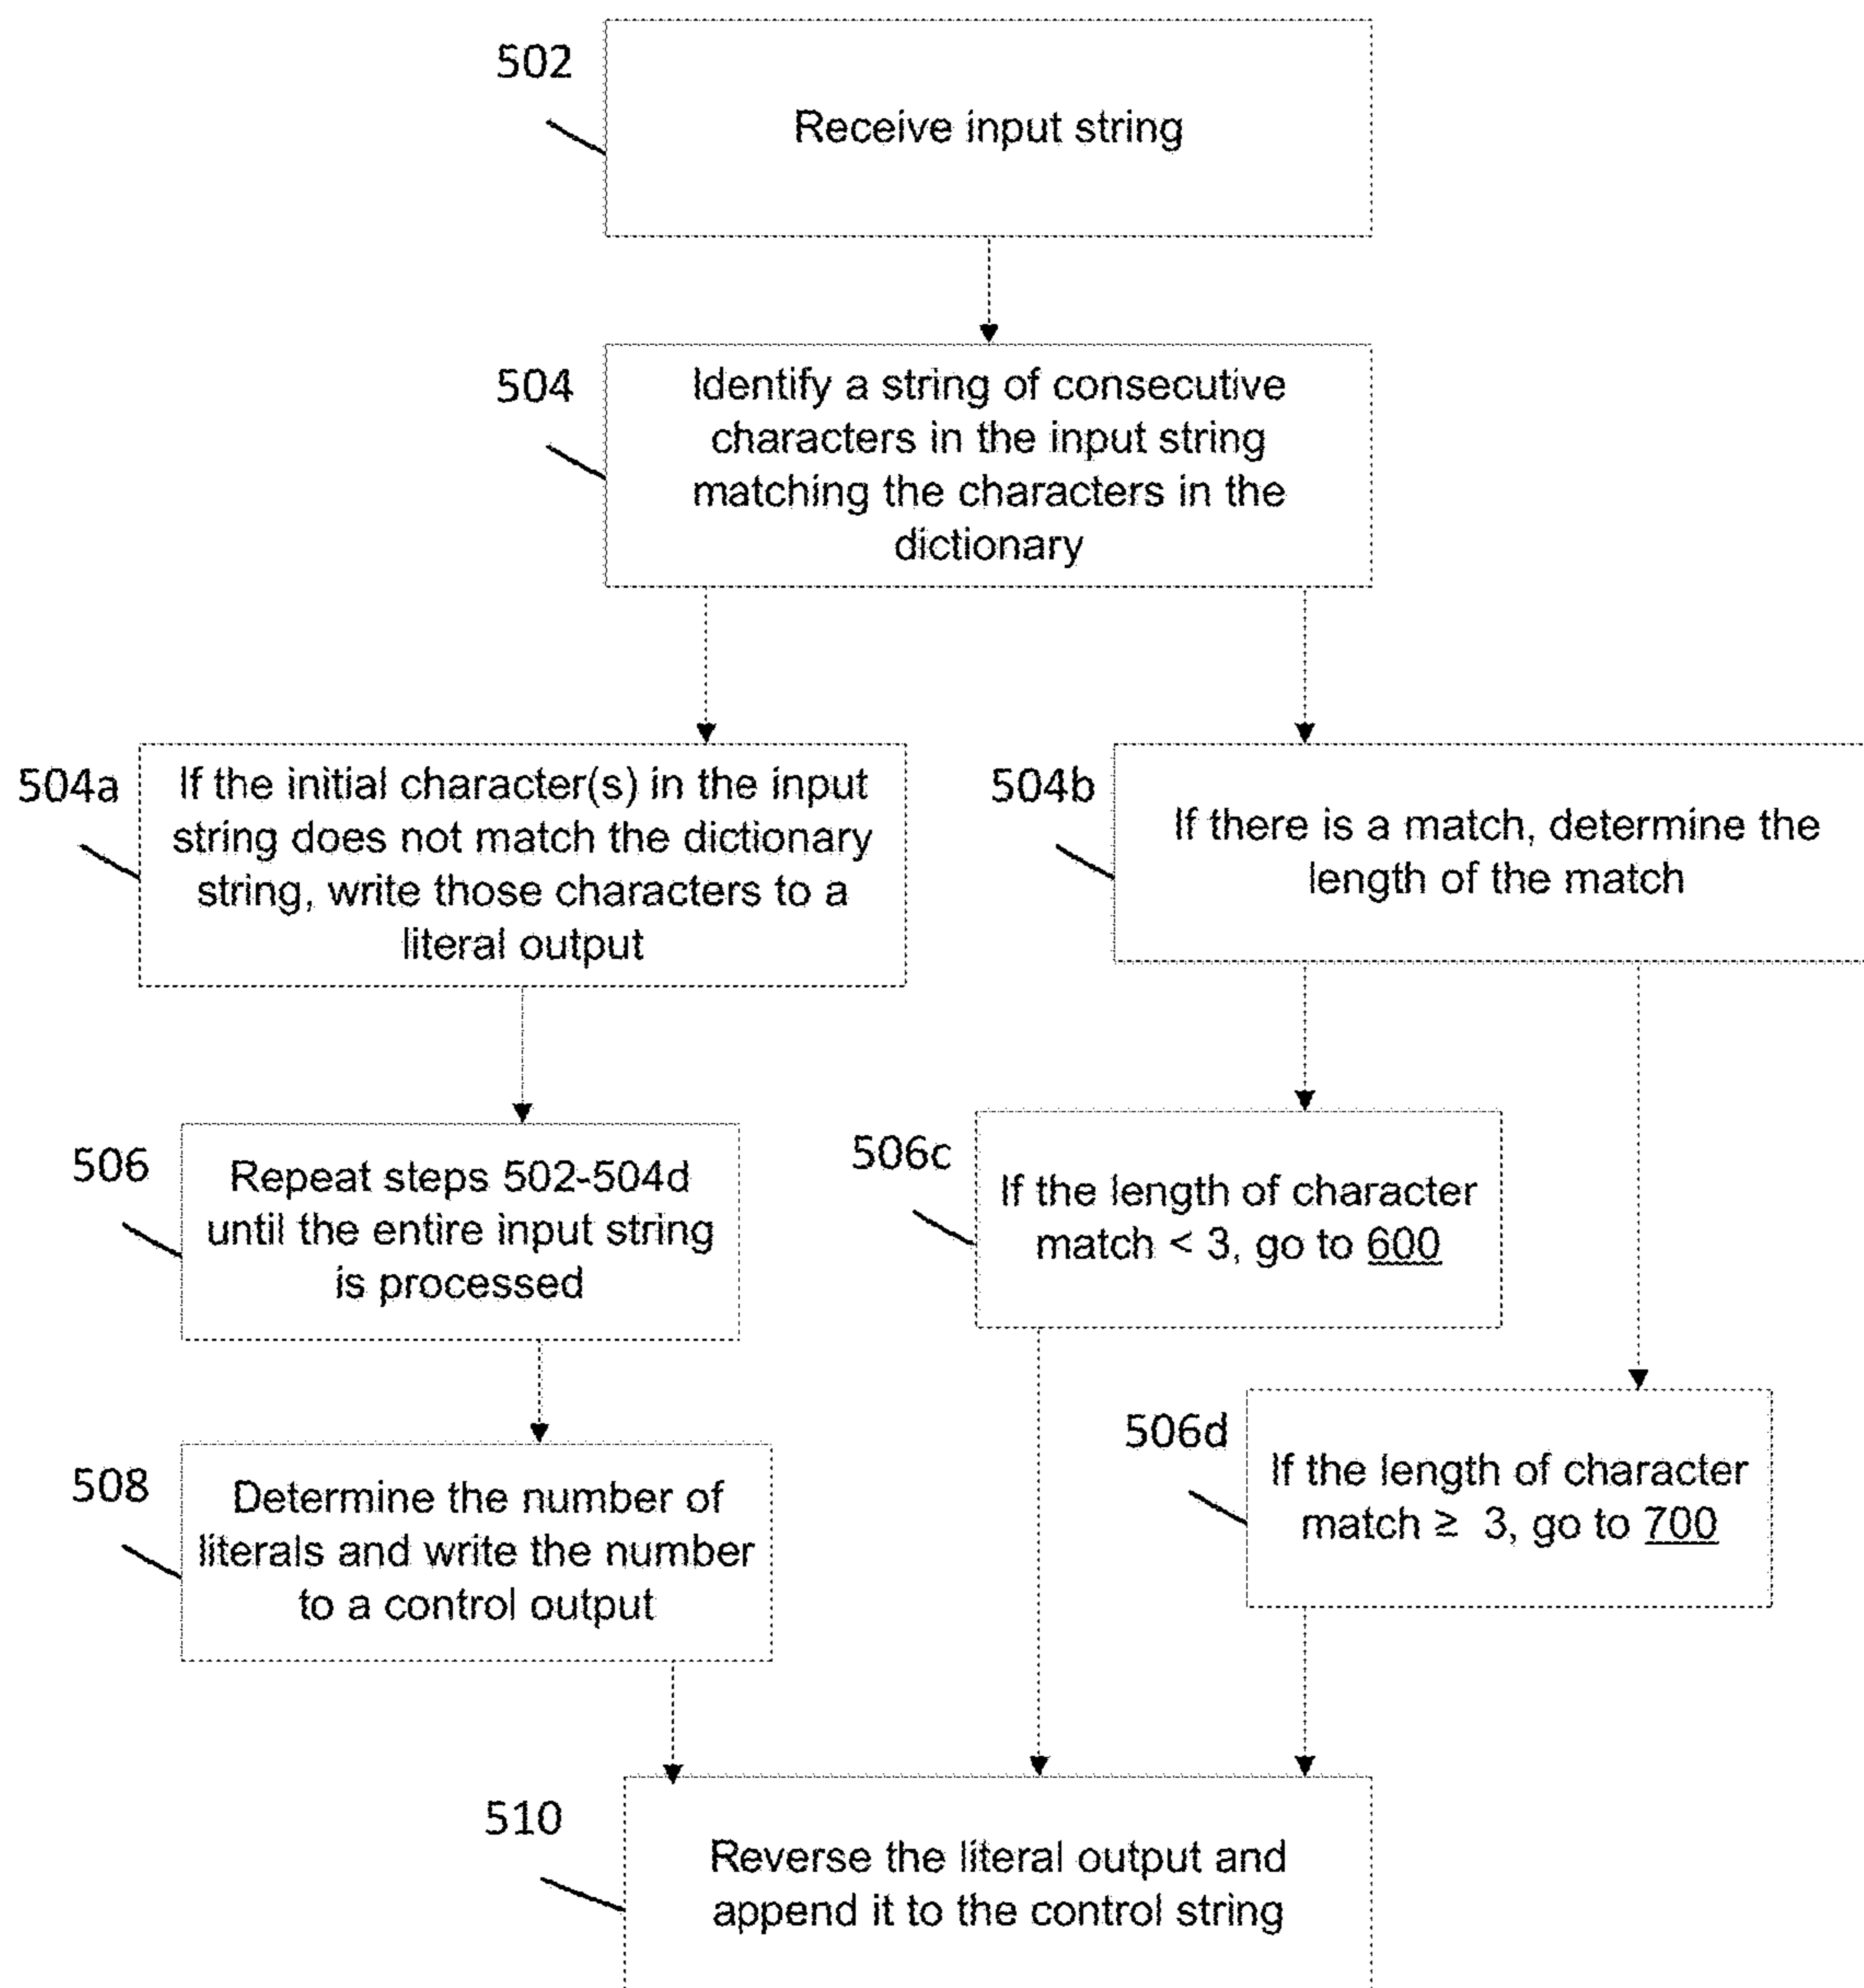 502
Receive input string
504
Identify a string of consecutive
characters in the input string
matching the characters in the
dictionary
504a
If the initial character(s) in the input
string does not match the dictionary
string, write those characters to a
literal output
504b
If there is a match, determine the
length of the match
506
Repeat steps 502-504d
until the entire input string
is processed
506c
If the length of character
match < 3, go to 600
506d
If the length of character
match ≥ 3, go to 700
508
Determine the number of
literals and write the number
to a control output
510
Reverse the literal output and
append it to the control string